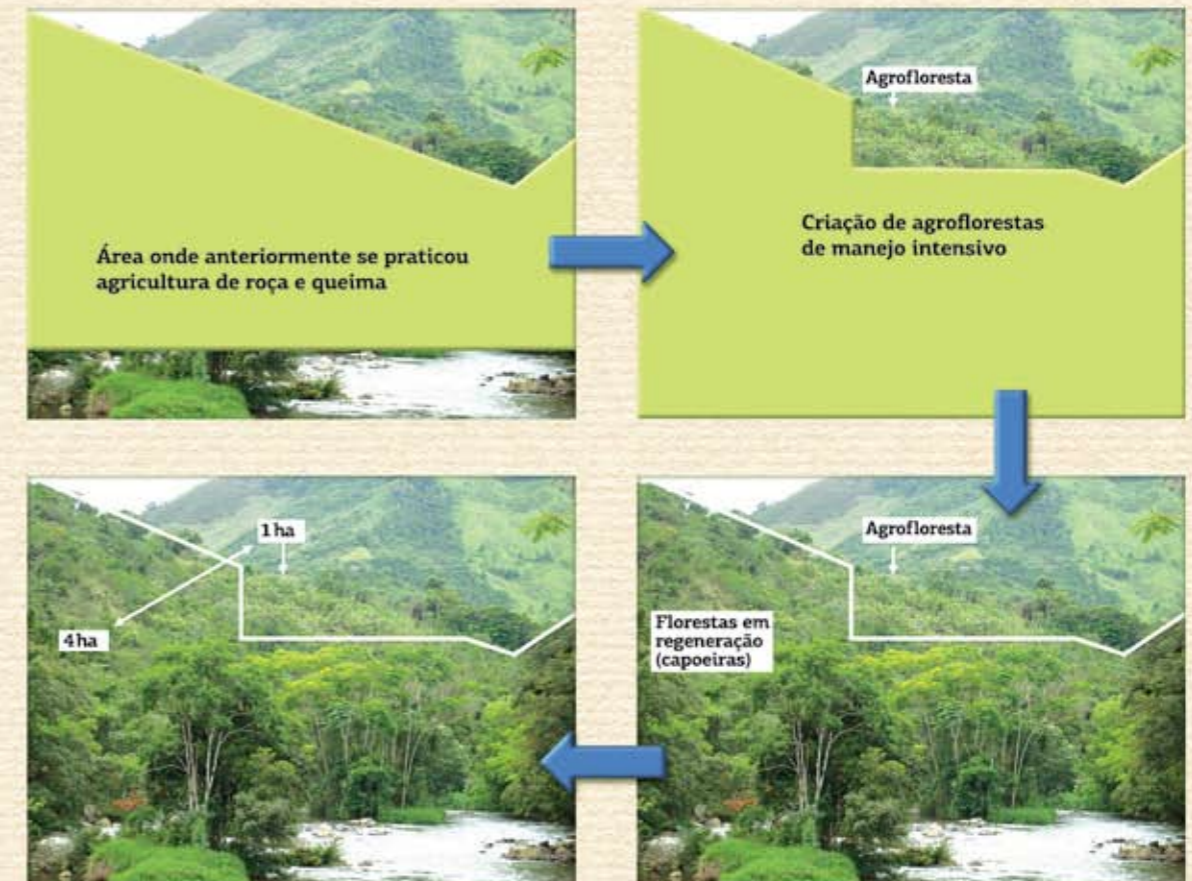 Área onde anteriormente se praticou
agricultura de roça e queima
Agrofloresta
Criação de agroflorestas
de manejo intensivo
1 ha
4 ha
Agrofloresta
Florestas em
regeneração
(capoeiras)